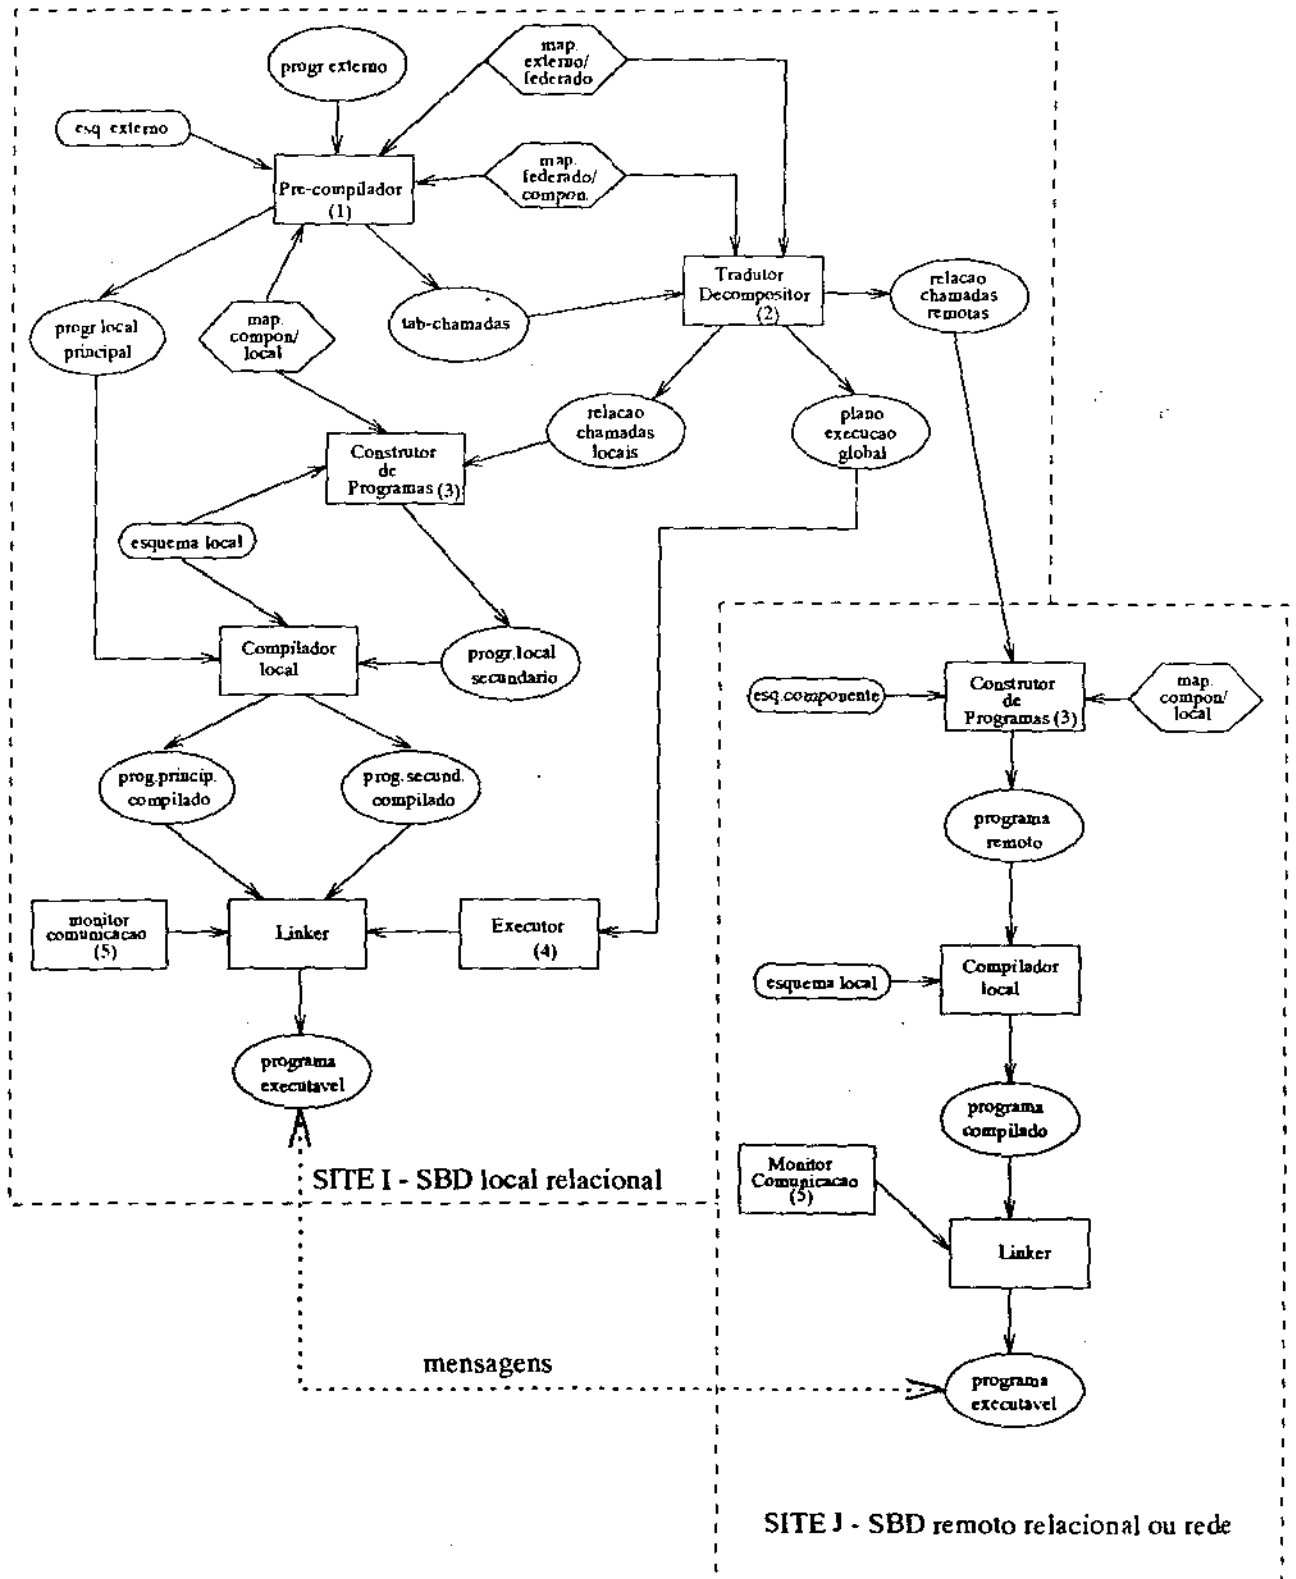 progr externo
map.
externo/
federado
esq externo
map.
federado/
compon.
Pre-compilador
(1)
Tradutor
Decompositor
(2)
relacao
chamadas
remotas
progr local
principal
map.
compon/
local
tab-chamadas
relacao
chamadas
locais
plano
execucao
global
Construtor
de
Programas (3)
esquema local
Compilador
local
progr.local
secundario
esq.componente
Construtor
de
Programas (3)
map.
compon/
local
prog.princip.
compilado
prog.secund.
compilado
programa
remoto
monitor
comunicacao
(5)
Linker
Executor
(4)
esquema local
Compilador
local
programa
executavel
programa
compilado
SITE I - SBD local relacional
Monitor
Comunicacao
(5)
Linker
mensagens
programa
executavel
SITE J - SBD remoto relacional ou rede